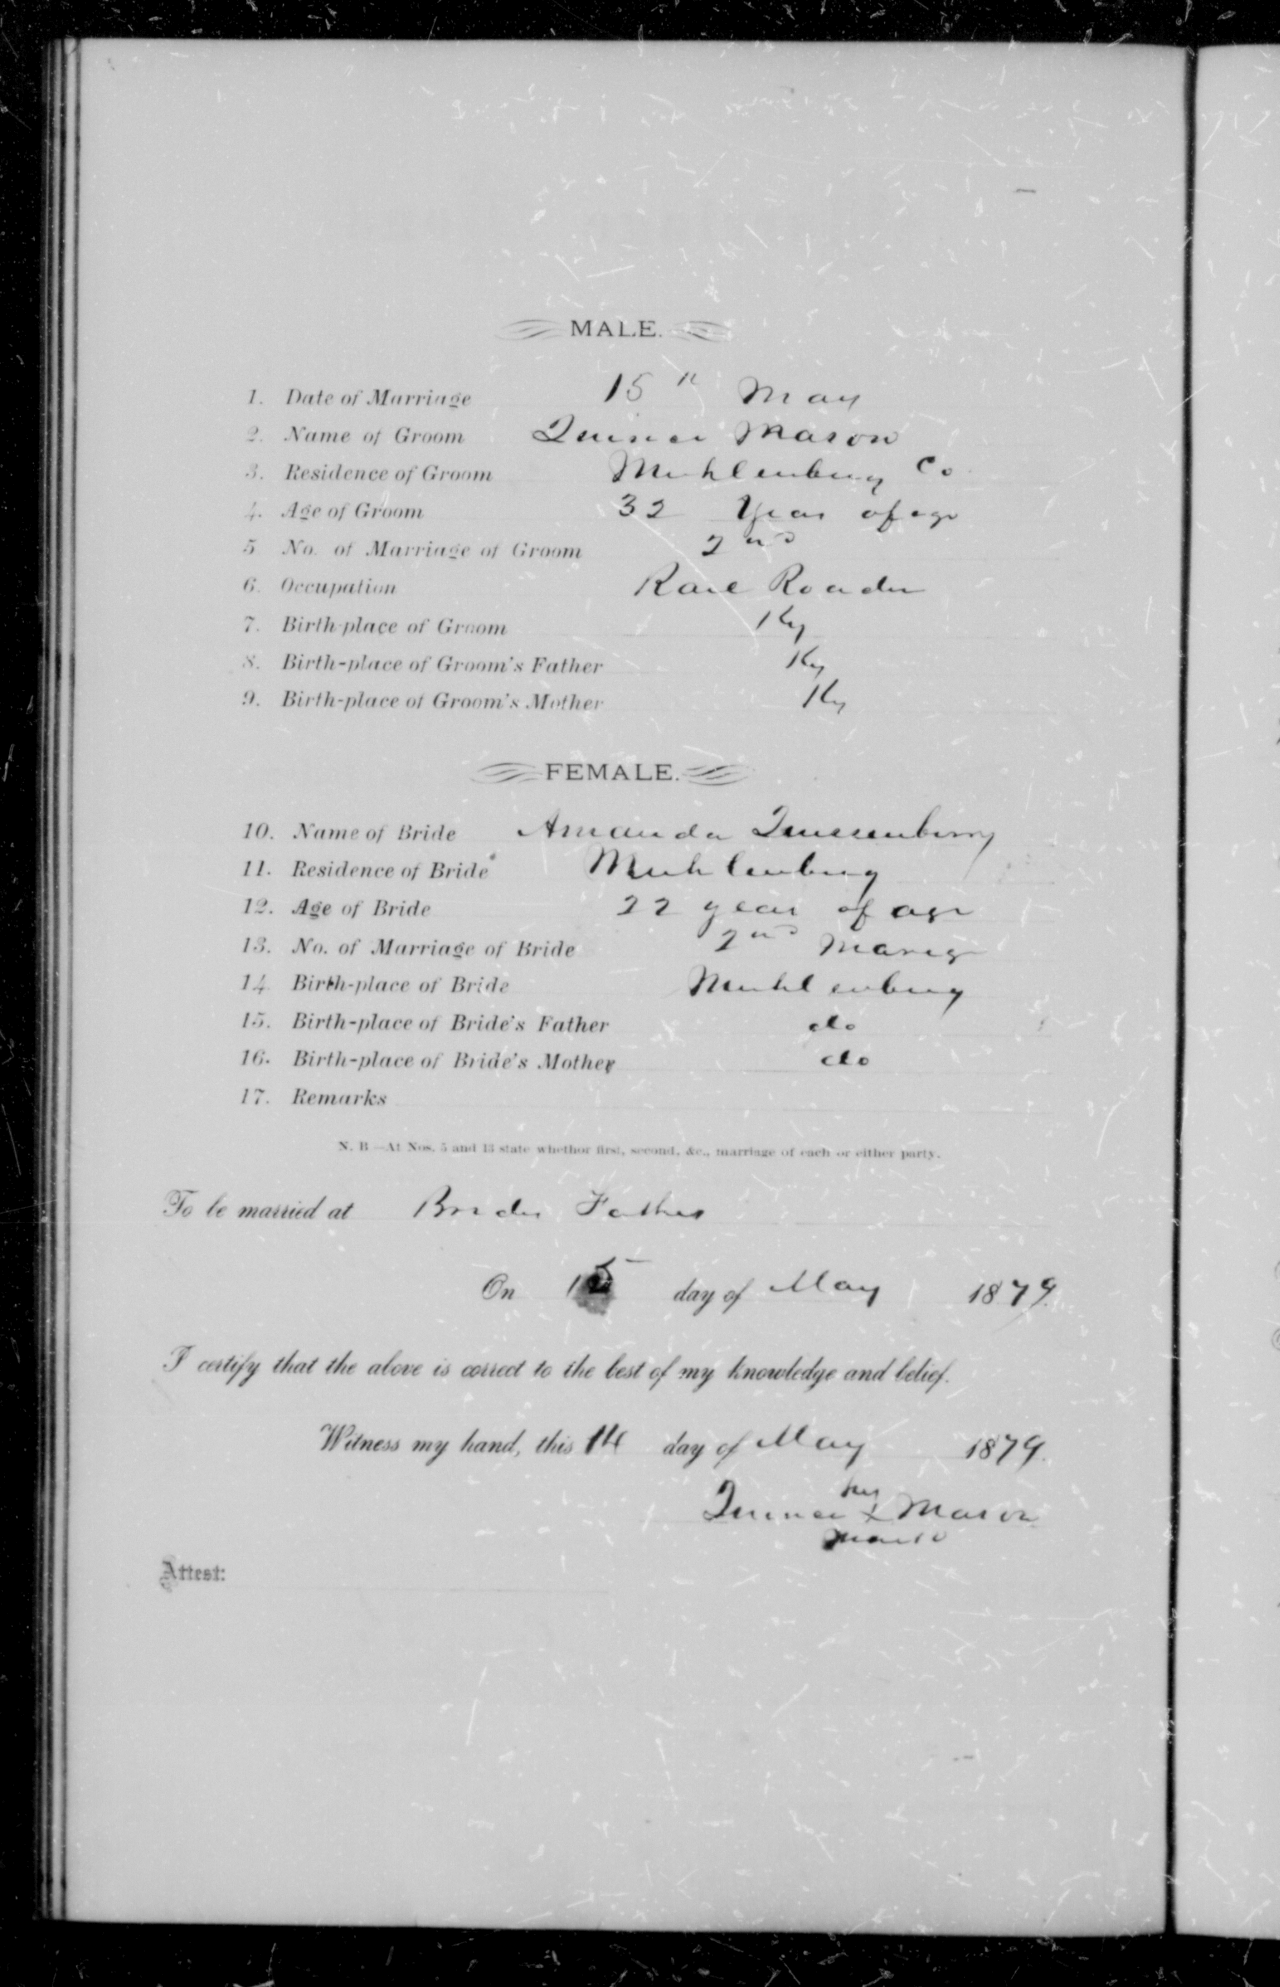 MALE.
1. Date of Marriage 15th May
2. Name of Groom Quincei Mason
3. Residence of Groom Muhlenburg Co
4. Age of Groom 32 Year of age
5 No. of Marriage of Groom 2nd
6. Occupation Rail Roader
7. Birth-place of Groom Ky
8. Birth-place of Groom's Father Ky
9. Birth-place of Groom's Mother Ky
FEMALE.
10. Name of Bride Amanda Quissenberry
11. Residence of Bride Muhlenburg
12. Age of Bride 22 year of age
13. No. of Marriage of Bride 2nd Marige
14 Birth-place of Bride Muhlenburg
15. Birth-place of Bride's Father do
16. Birth-place of Bride's Mother do
17. Remarks
N. B—At Nos. 5 and 13 state whether first, second, &c., marriage of each or either party.
To be married at Brides Fathers
On 15 day of May 1879.
I certify that the above is correct to the best of my knowledge and belief.
Witness my hand, this 14 day of May 1879.
his
Quincei x Mason
mark
Attest: